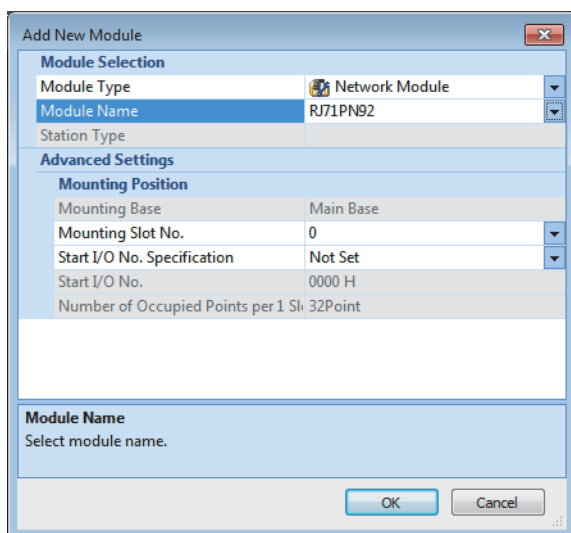 Add New Module
Module Selection
Module Type Network Module
Module Name RJ71PN92
Station Type
Advanced Settings
Mounting Position
Mounting Base Main Base
Mounting Slot No. 0
Start I/O No. Specification Not Set
Start I/O No. 0000 H
Number of Occupied Points per 1 Sl 32Point
Module Name
Select module name.
OK Cancel